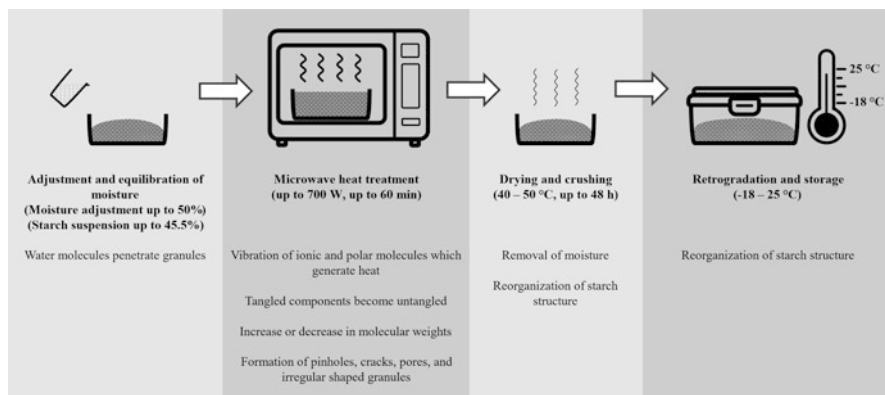 Adjustment and equilibration of
moisture
(Moisture adjustment up to 50%)
(Starch suspension up to 45.5%)
Water molecules penetrate granules
Microwave heat treatment
(up to 700 W, up to 60 min)
Vibration of ionic and polar molecules which
generate heat
Tangled components become untangled
Increase or decrease in molecular weights
Formation of pinholes, cracks, pores, and
irregular shaped granules
Drying and crushing
(40 – 50 °C, up to 48 h)
Removal of moisture
Reorganization of starch
structure
25 °C
-18 °C
Retrogradation and storage
(-18 – 25 °C)
Reorganization of starch structure